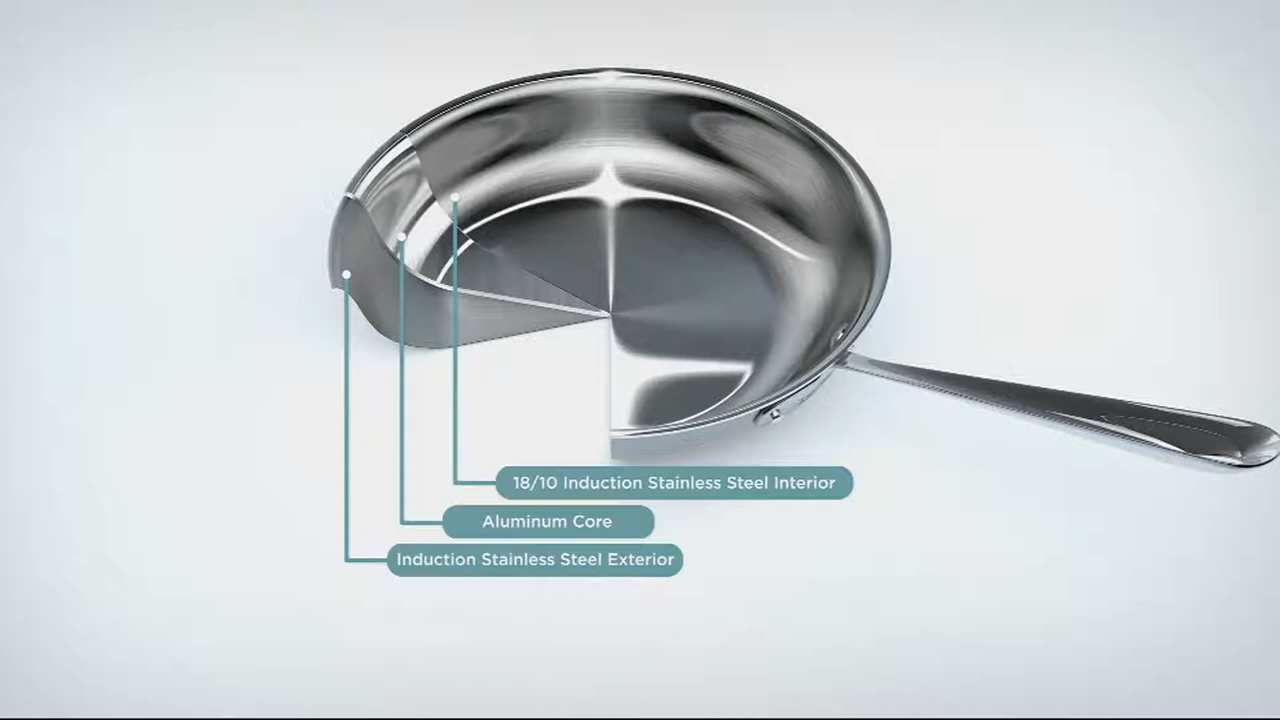 18/10 Induction Stainless Steel Interior
Aluminum Core
Induction Stainless Steel Exterior